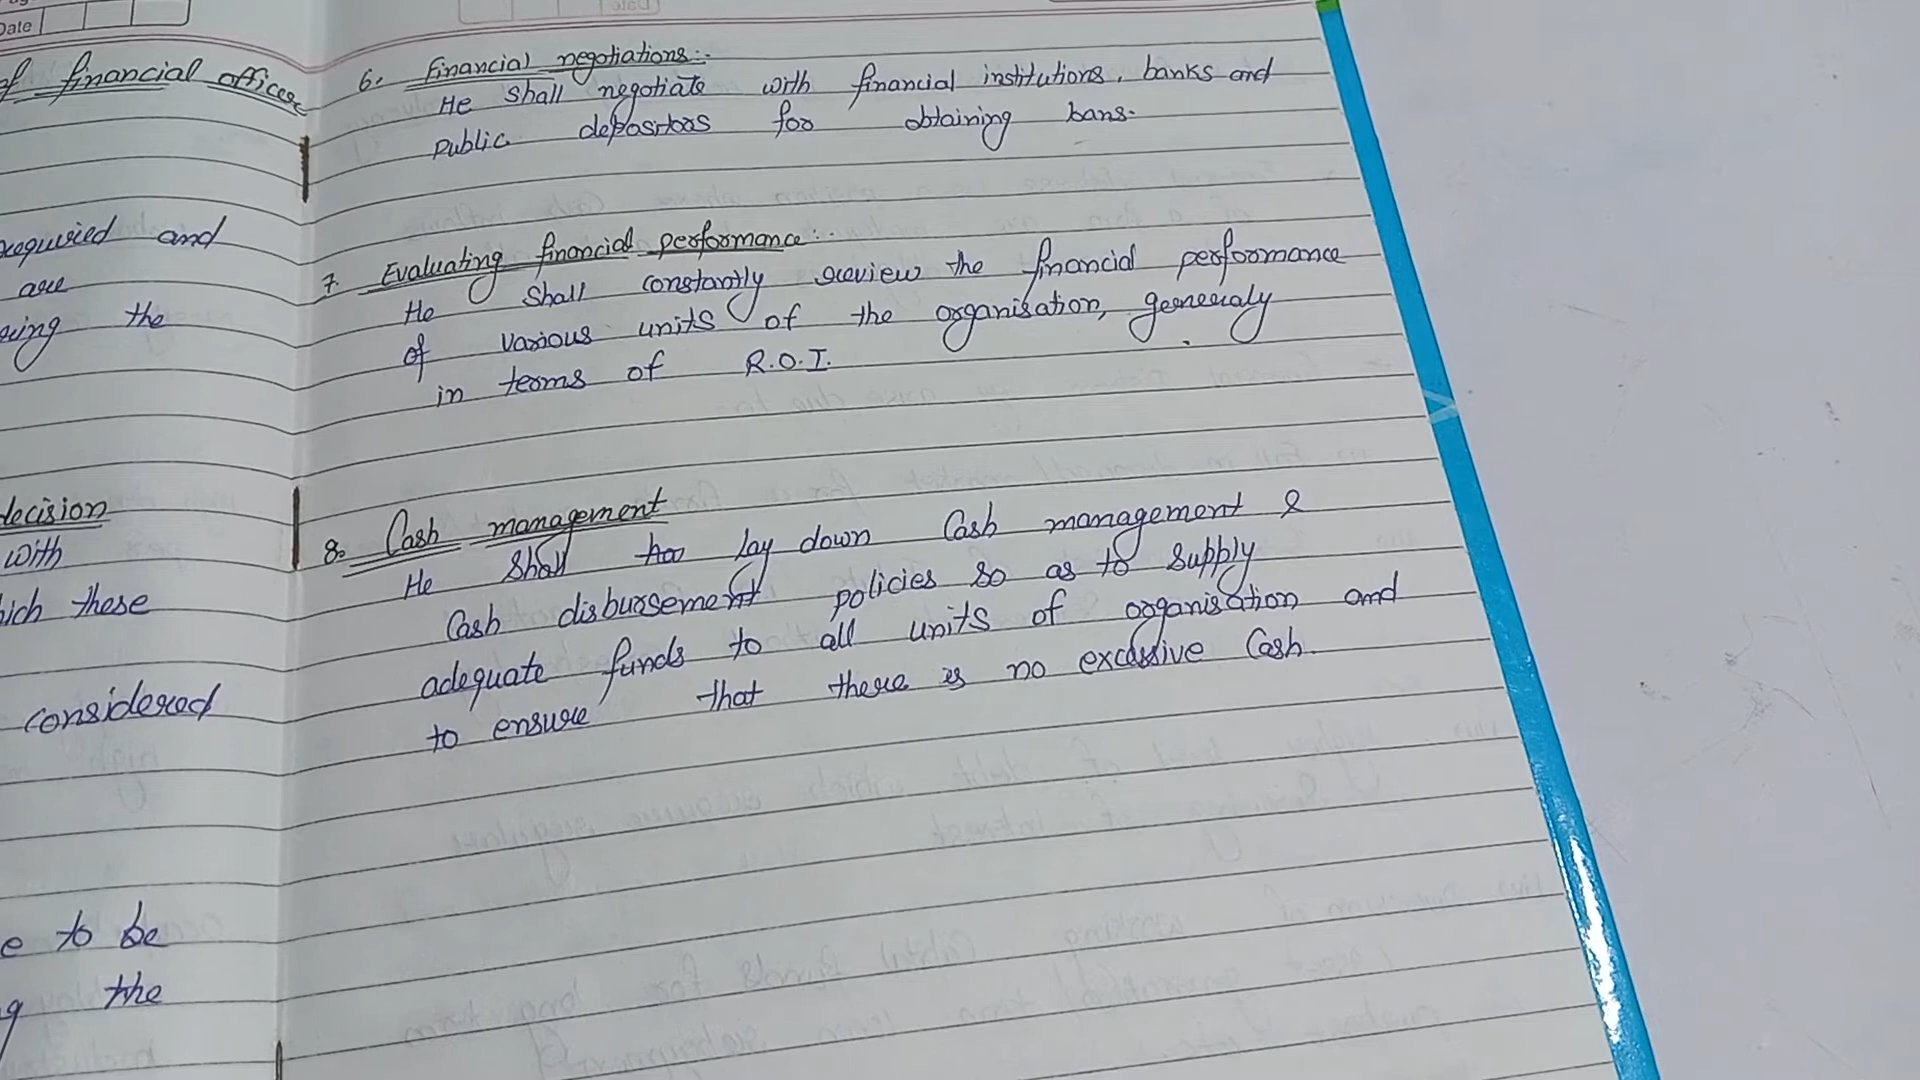 Date
of financial officer
requried and
are
the
decision
with
which these
considered
e to be
g the
6. Financial negotiations:-
He shall negotiate with financial institutions, banks and
public depositors for obtaining loans.
7. Evaluating financial performance:-
He shall constantly review the financial performance
of various units of the organisation, generaly
in terms of R.O.I.
8. Cash management
He shall lay down Cash management &
Cash disbursement policies so as to supply
adequate funds to all units of organisation and
to ensure that there is no excessive Cash.